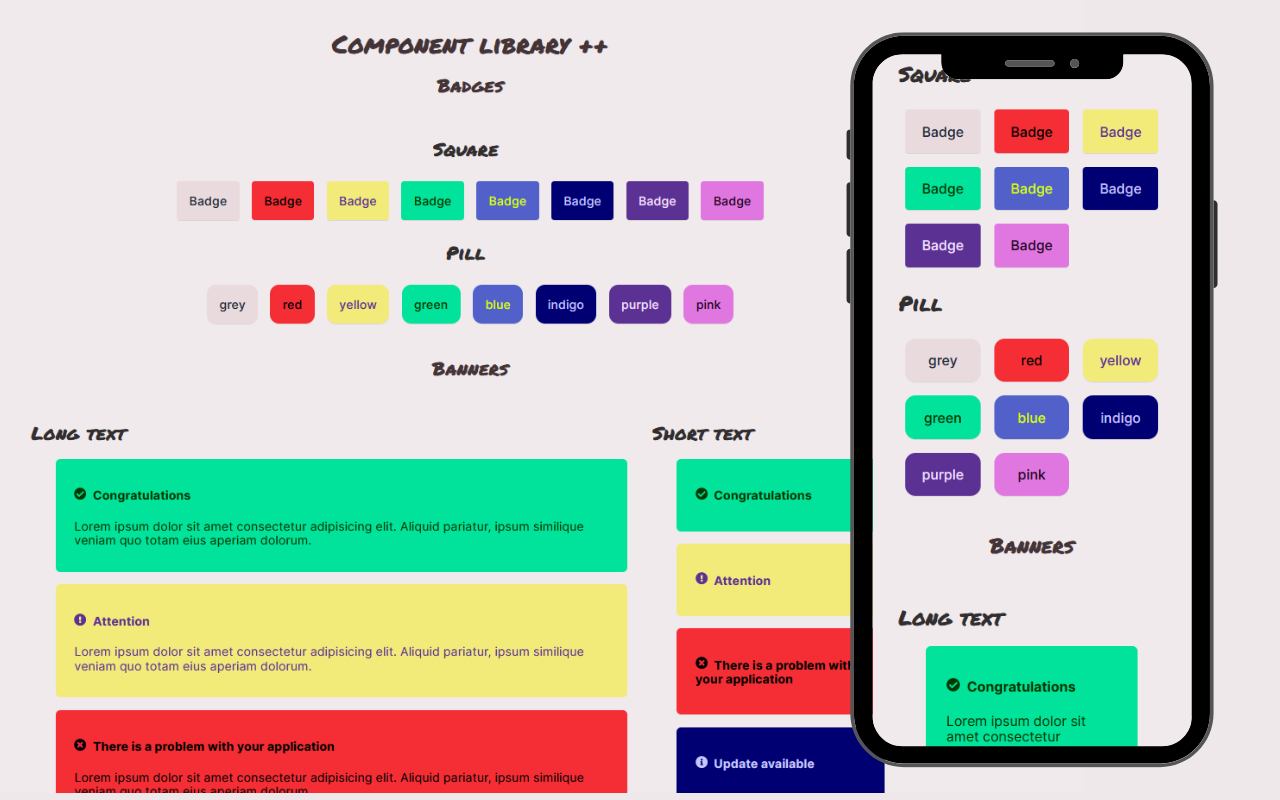 Component library ++
Badges
Square
Badge Badge Badge Badge Badge Badge Badge Badge
Pill
grey red yellow green blue indigo purple pink
Banners
Long text
Congratulations
Lorem ipsum dolor sit amet consectetur adipisicing elit. Aliquid pariatur, ipsum similique
veniam quo totam eius aperiam dolorum.
Attention
Lorem ipsum dolor sit amet consectetur adipisicing elit. Aliquid pariatur, ipsum similique
veniam quo totam eius aperiam dolorum.
There is a problem with your application
Lorem ipsum dolor sit amet consectetur adipisicing elit. Aliquid pariatur, ipsum similique
veniam quo totam eius aperiam dolorum.
Short text
Congratulations
Attention
There is a problem with
your application
Update available
Square
Badge Badge Badge
Badge Badge Badge
Badge Badge
Pill
grey red yellow
green blue indigo
purple pink
Banners
Long text
Congratulations
Lorem ipsum dolor sit
amet consectetur